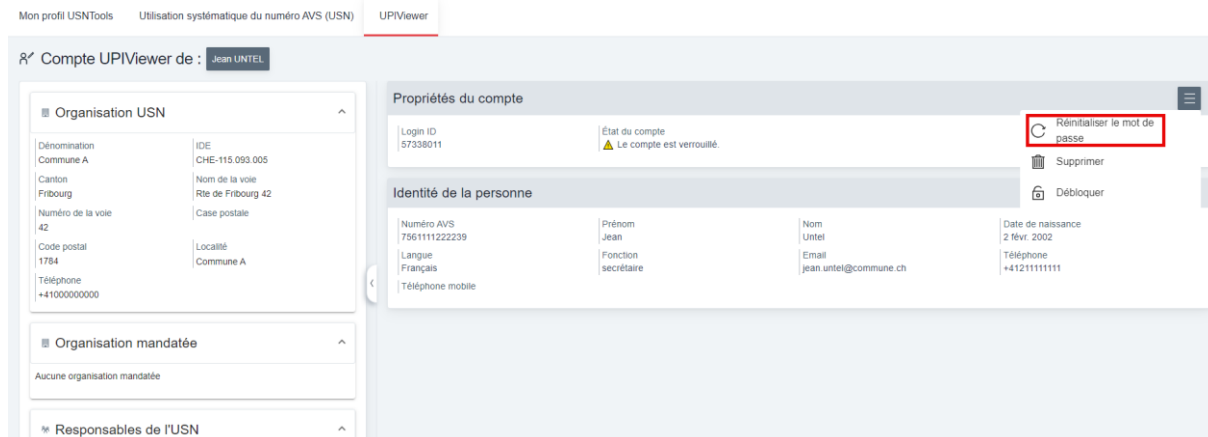 Mon profil USNTools Utilisation systématique du numéro AVS (USN) UPIViewer
Compte UPIViewer de : Jean UNTEL
Organisation USN
Dénomination IDE
Commune A CHE-115.093.005
Canton Nom de la voie
Fribourg Rte de Fribourg 42
Numéro de la voie Case postale
42
Code postal Localité
1784 Commune A
Téléphone
+41000000000
Organisation mandatée
Aucune organisation mandatée
Responsables de l'USN
Propriétés du compte
Login ID État du compte
57338011 Le compte est verrouillé.
Réinitialiser le mot de
passe
Supprimer
Débloquer
Identité de la personne
Numéro AVS Prénom Nom Date de naissance
7561111222239 Jean Untel 2 févr. 2002
Langue Fonction Email Téléphone
Français secrétaire jean.untel@commune.ch +41211111111
Téléphone mobile